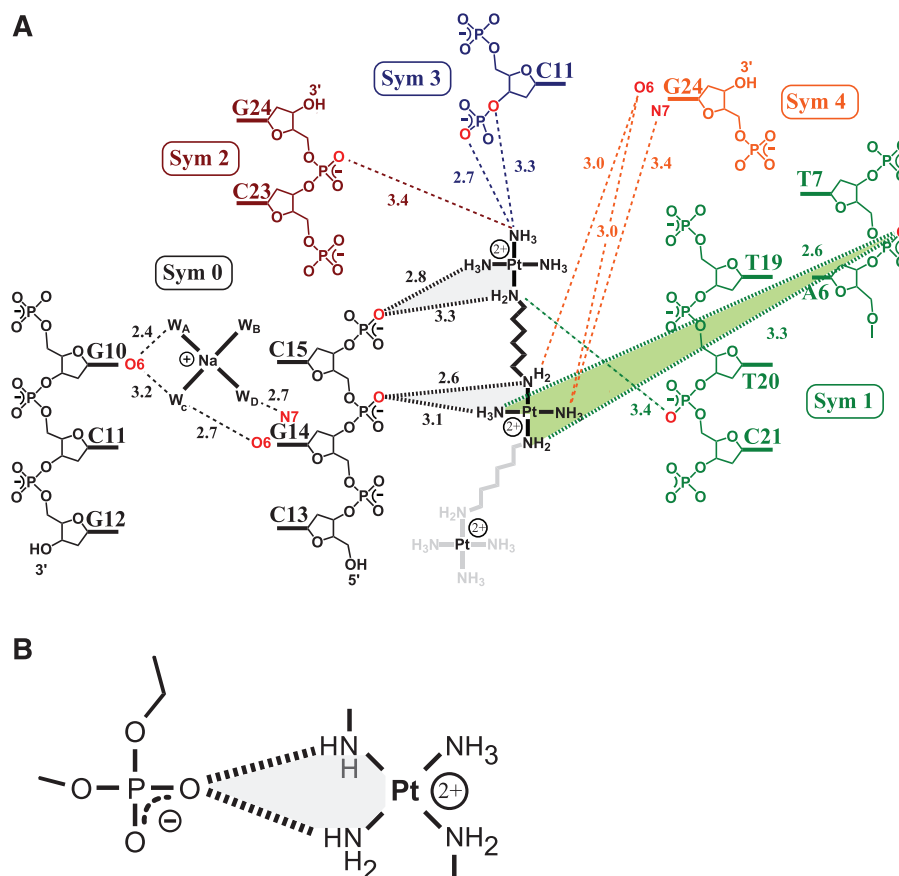 A
Sym 3
C11
3'
OH
G24
Sym 2
C23
2.7
3.3
3.4
O6
N7
G24
3'
OH
Sym 4
3.0
3.4
3.0
T7
A6
2.6
3.3
T19
T20
C21
Sym 1
3.4
Sym 0
NH3
2+
H3N Pt NH3
H2N
2.8
3.3
2.4
WA
WB
+
Na
WC
WD
2.7
3.2
2.7
G10
O6
C11
G12
OH
3'
C15
N7
O6
G14
C13
OH
5'
2.6
3.1
NH2
H3N Pt NH3
2+
NH2
H2N
2+
H3N Pt NH3
NH3
B
O
O P O
O −
HN
H
NH3
Pt 2+
HN
H2
NH2